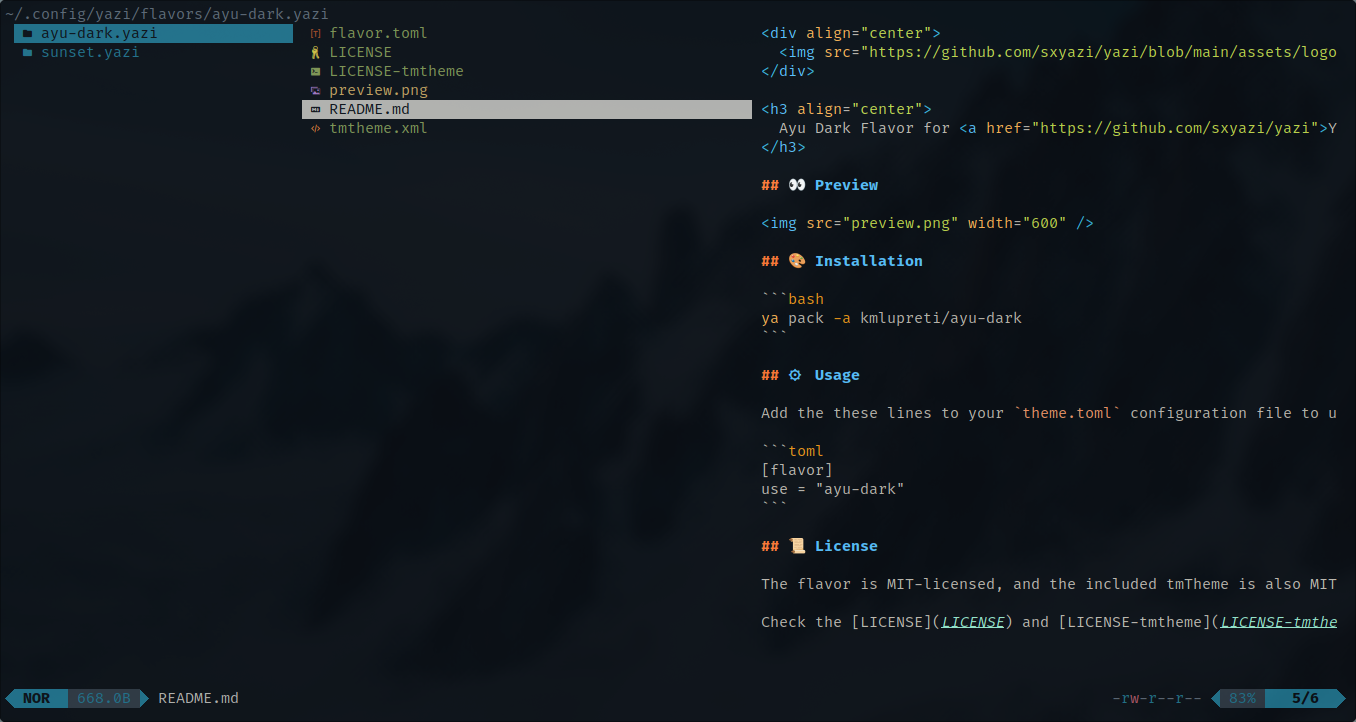 ~/.config/yazi/flavors/ayu-dark.yazi
ayu-dark.yazi
sunset.yazi
flavor.toml
LICENSE
LICENSE-tmtheme
preview.png
README.md
tmtheme.xml
<div align="center">
  <img src="https://github.com/sxyazi/yazi/blob/main/assets/logo
</div>
<h3 align="center">
  Ayu Dark Flavor for <a href="https://github.com/sxyazi/yazi">Y
</h3>
## 👀 Preview
<img src="preview.png" width="600" />
## 🎨 Installation
```bash
ya pack -a kmlupreti/ayu-dark
```
## ⚙ Usage
Add the these lines to your `theme.toml` configuration file to u
```toml
[flavor]
use = "ayu-dark"
```
## 📜 License
The flavor is MIT-licensed, and the included tmTheme is also MIT
Check the [LICENSE](LICENSE) and [LICENSE-tmtheme](LICENSE-tmthe
NOR 668.0B README.md -rw-r--r-- 83% 5/6